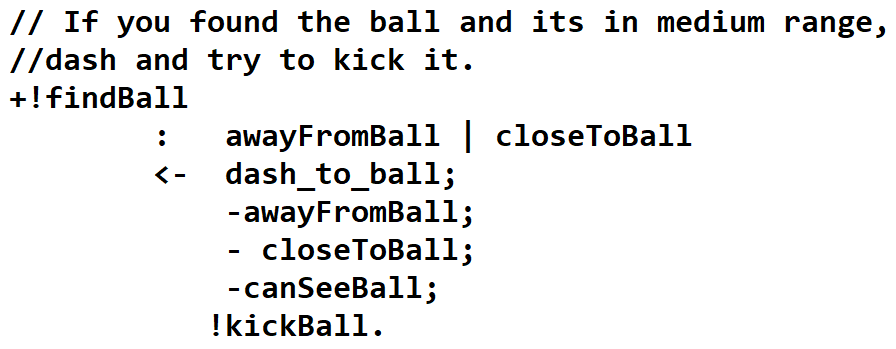 // If you found the ball and its in medium range,
//dash and try to kick it.
+!findBall
        :   awayFromBall | closeToBall
        <-  dash_to_ball;
            -awayFromBall;
            - closeToBall;
            -canSeeBall;
           !kickBall.